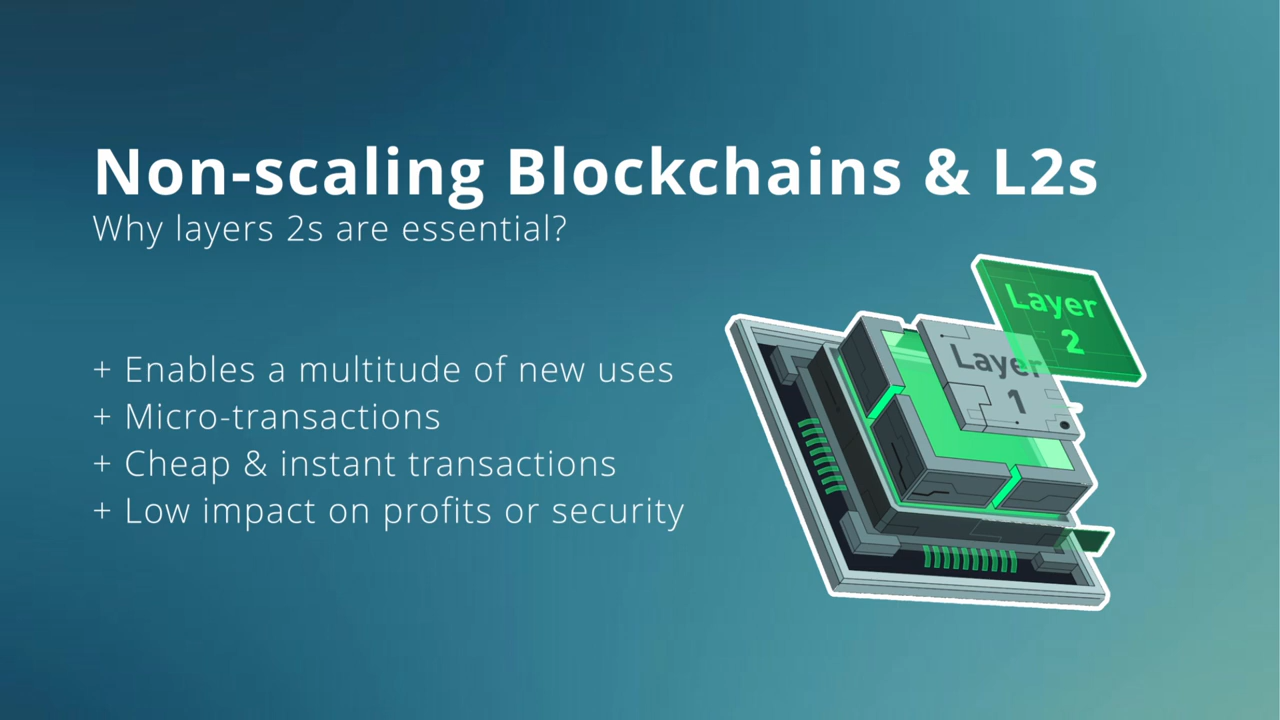 Non-scaling Blockchains & L2s
Why layers 2s are essential?
+ Enables a multitude of new uses
+ Micro-transactions
+ Cheap & instant transactions
+ Low impact on profits or security
Layer
2
Layer
1